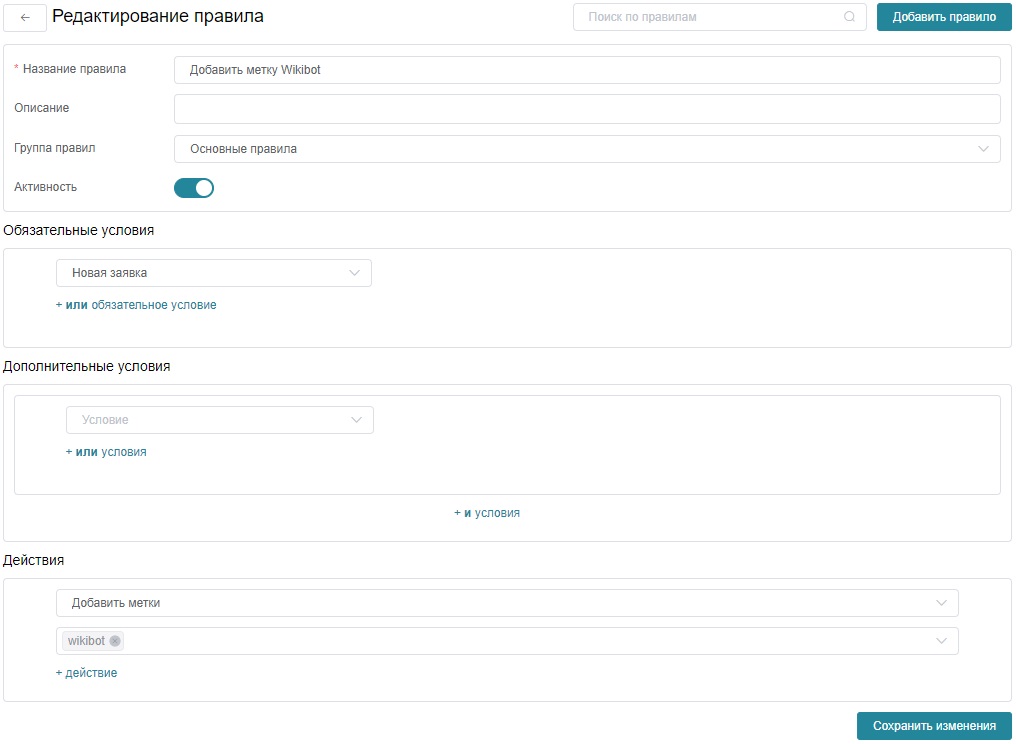 Редактирование правила
Поиск по правилам
Добавить правило
* Название правила
Добавить метку Wikibot
Описание
Группа правил
Основные правила
Активность
Обязательные условия
Новая заявка
+ или обязательное условие
Дополнительные условия
Условие
+ или условия
+ и условия
Действия
Добавить метки
wikibot
+ действие
Сохранить изменения